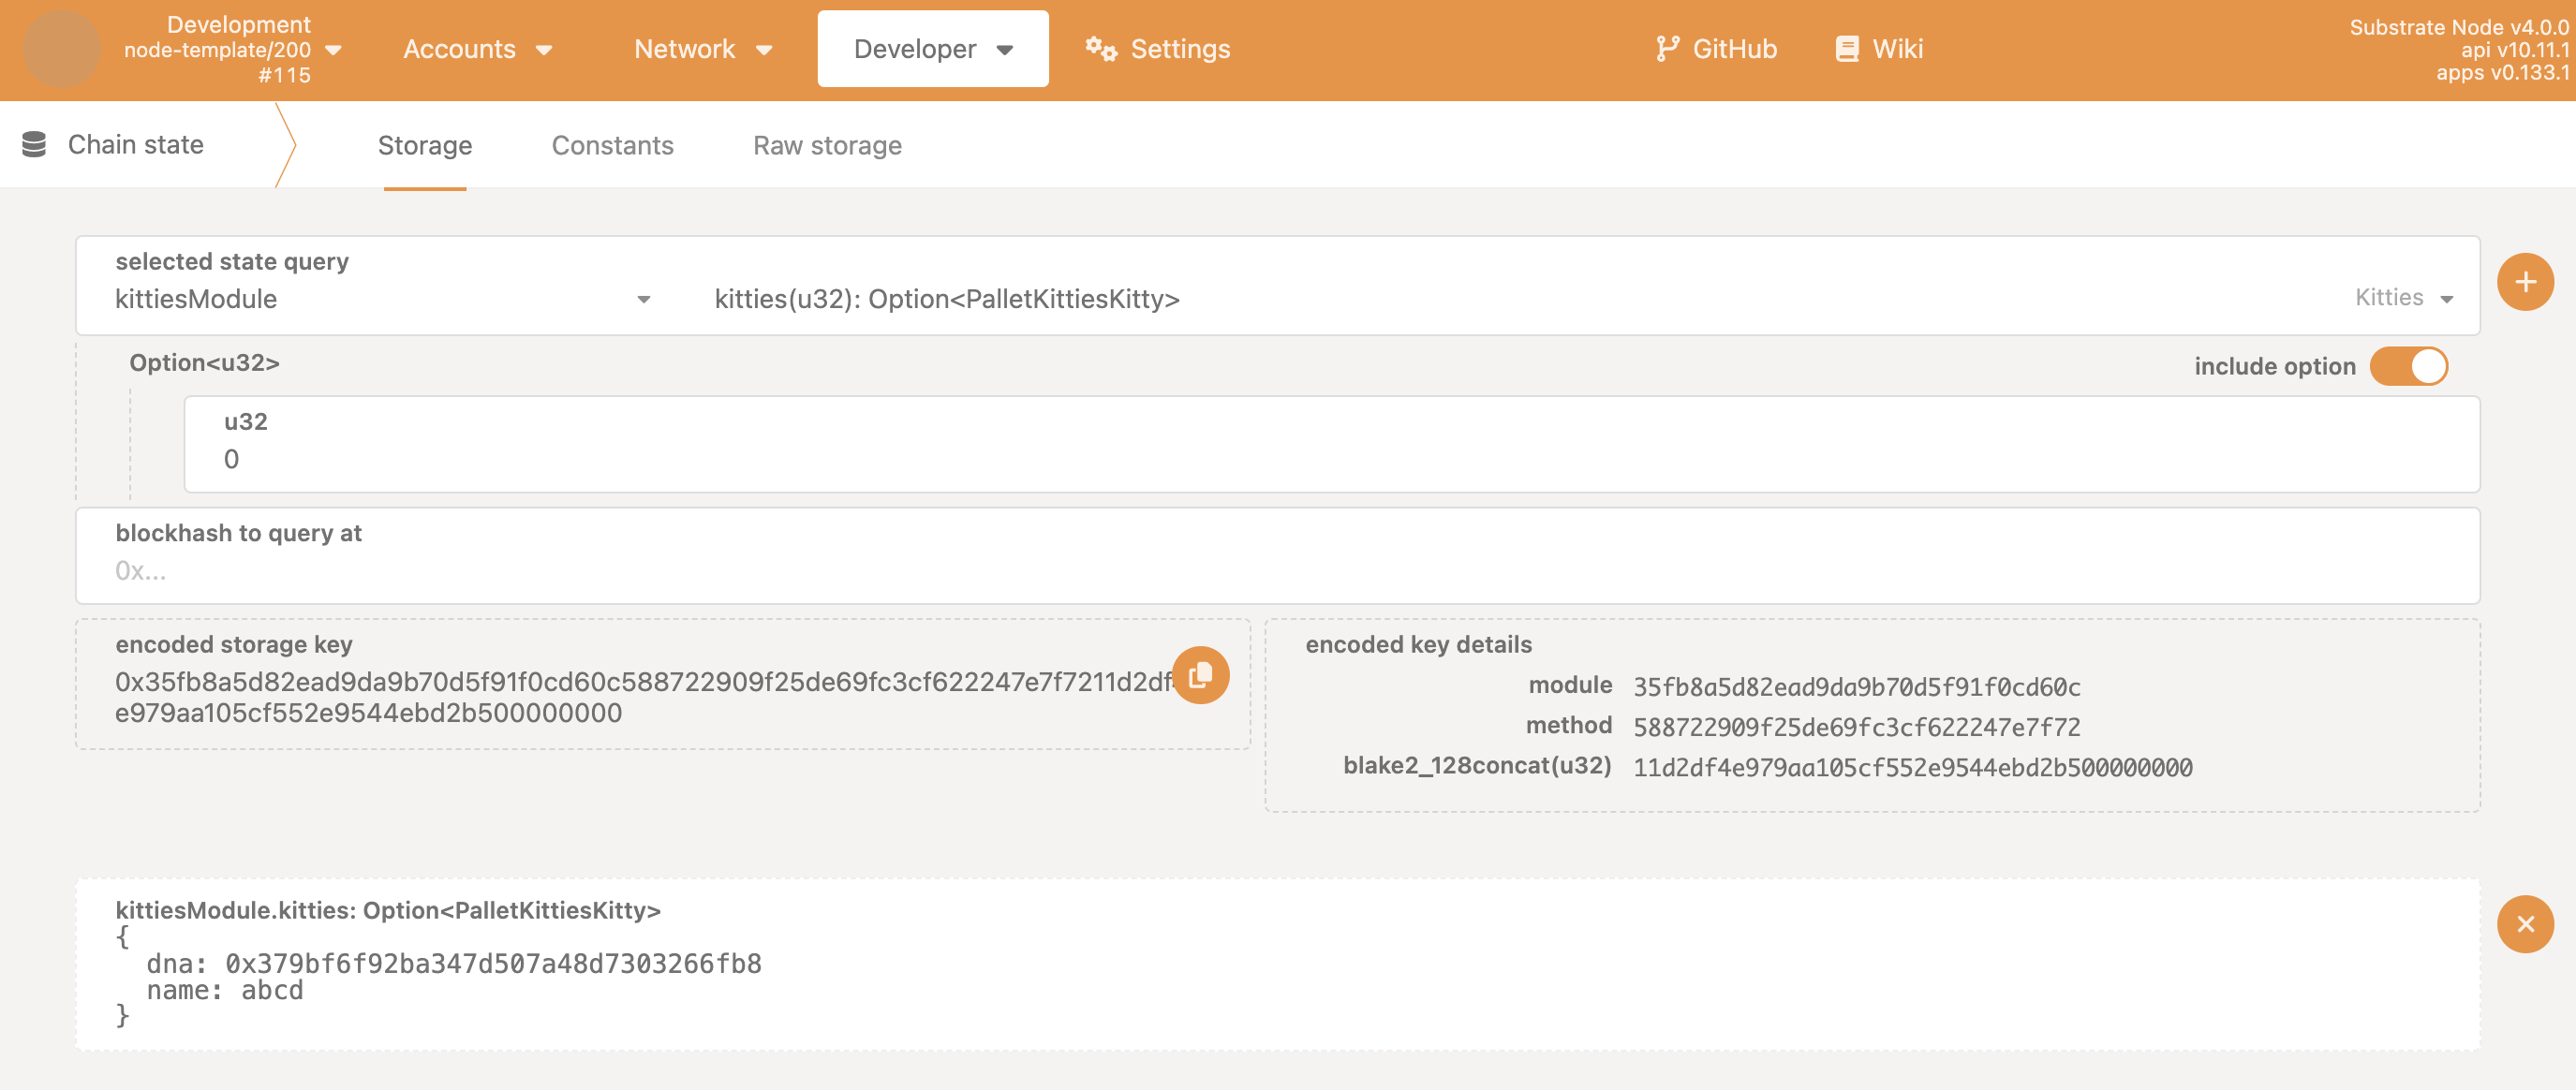 Development
node-template/200
#115
Accounts
Network
Developer
Settings
GitHub
Wiki
Substrate Node v4.0.0
api v10.11.1
apps v0.133.1
Chain state
Storage
Constants
Raw storage
selected state query
kittiesModule
kitties(u32): Option<PalletKittiesKitty>
Kitties
Option<u32>
include option
u32
0
blockhash to query at
0x...
encoded storage key
0x35fb8a5d82ead9da9b70d5f91f0cd60c588722909f25de69fc3cf622247e7f7211d2df4
e979aa105cf552e9544ebd2b500000000
encoded key details
module 35fb8a5d82ead9da9b70d5f91f0cd60c
method 588722909f25de69fc3cf622247e7f72
blake2_128concat(u32) 11d2df4e979aa105cf552e9544ebd2b500000000
kittiesModule.kitties: Option<PalletKittiesKitty>
{
dna: 0x379bf6f92ba347d507a48d7303266fb8
name: abcd
}